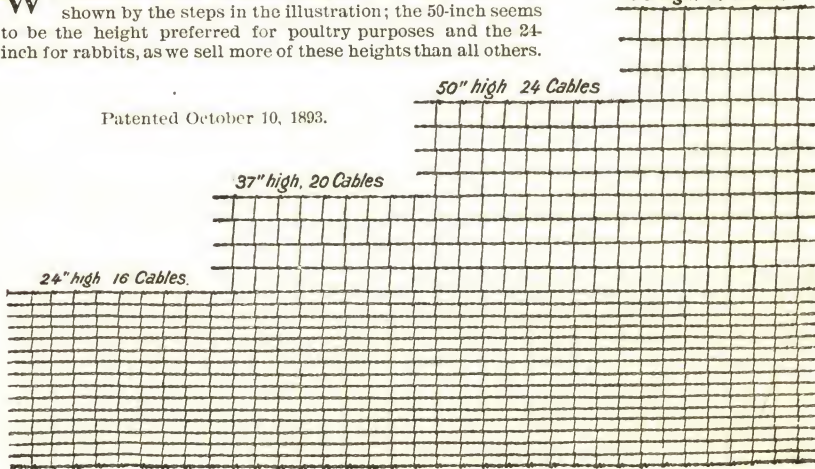 W
shown by the steps in the illustration; the 50-inch seems
to be the height preferred for poultry purposes and the 24-
inch for rabbits, as we sell more of these heights than all others.
50" high 24 Cables
Patented October 10, 1893.
37" high, 20 Cables
24" high 16 Cables.